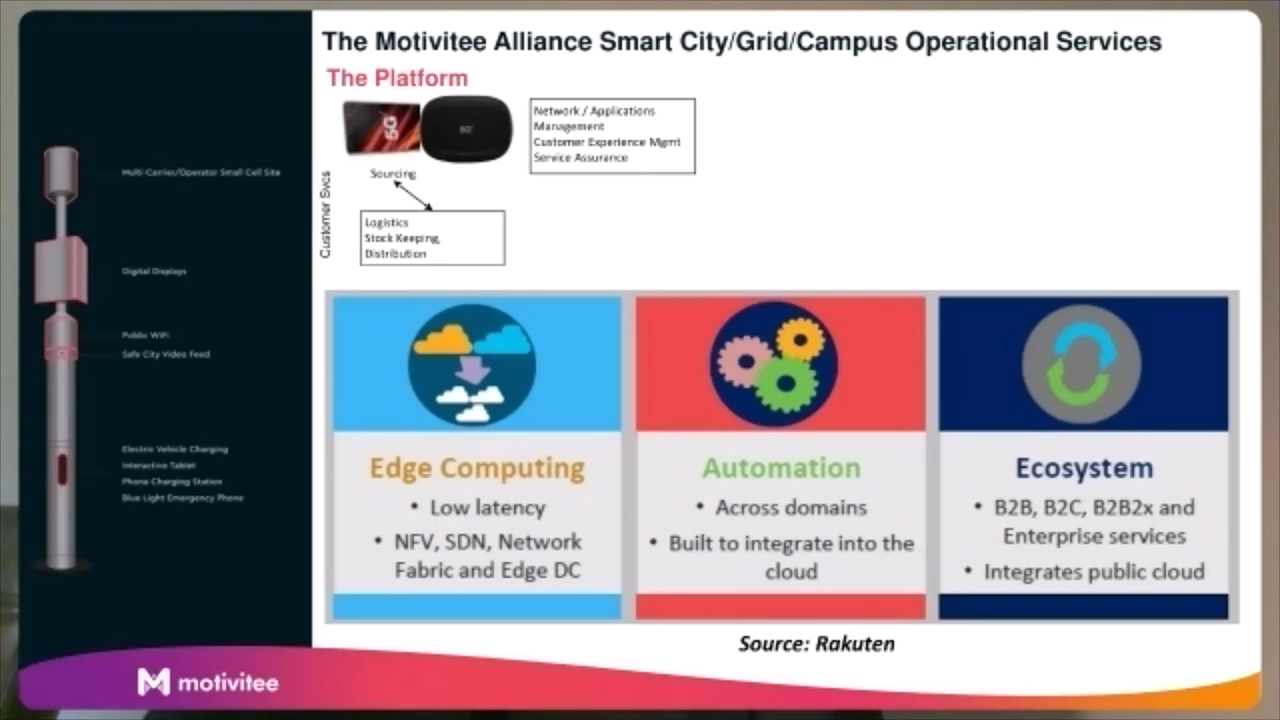 The Motivitee Alliance Smart City/Grid/Campus Operational Services
The Platform
5G
5G
Network / Applications
Management
Customer Experience Mgmt
Service Assurance
Sourcing
Customer Svcs
Logistics
Stock Keeping,
Distribution
Multi-Carrier/Operator Small Cell Site
Digital Displays
Public WiFi
Safe City Video Feed
Electric Vehicle Charging
Interactive Tablet
Phone Charging Station
Blue Light Emergency Phone
Edge Computing
• Low latency
• NFV, SDN, Network
Fabric and Edge DC
Automation
• Across domains
• Built to integrate into the
cloud
Ecosystem
• B2B, B2C, B2B2x and
Enterprise services
• Integrates public cloud
Source: Rakuten
motivitee